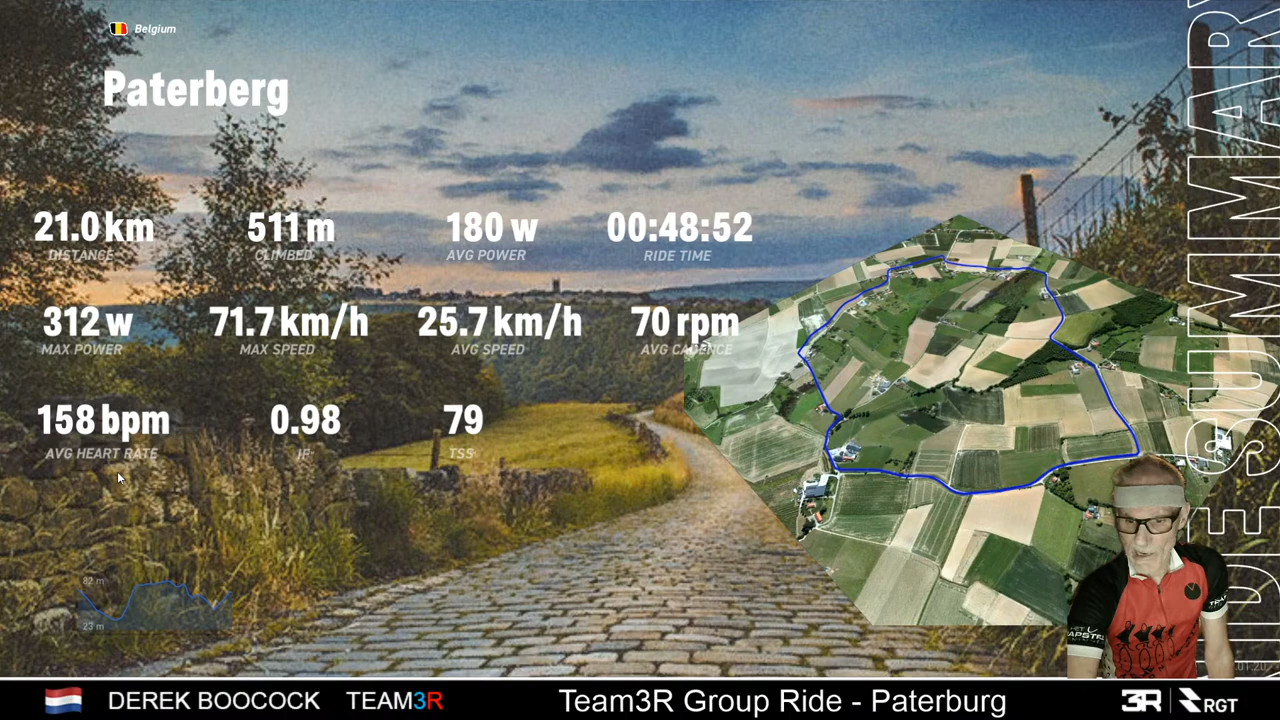 Belgium
Paterberg
21.0 km 511 m 180 w 00:48:52
DISTANCE CLIMBED AVG POWER RIDE TIME
312 w 71.7 km/h 25.7 km/h 70 rpm
MAX POWER MAX SPEED AVG SPEED AVG CADENCE
158 bpm 0.98 79
AVG HEART RATE IF TSS
82 m
23 m
RIDE SUMMARY
DEREK BOOCOCK TEAM3R Team3R Group Ride - Paterburg 3R RGT